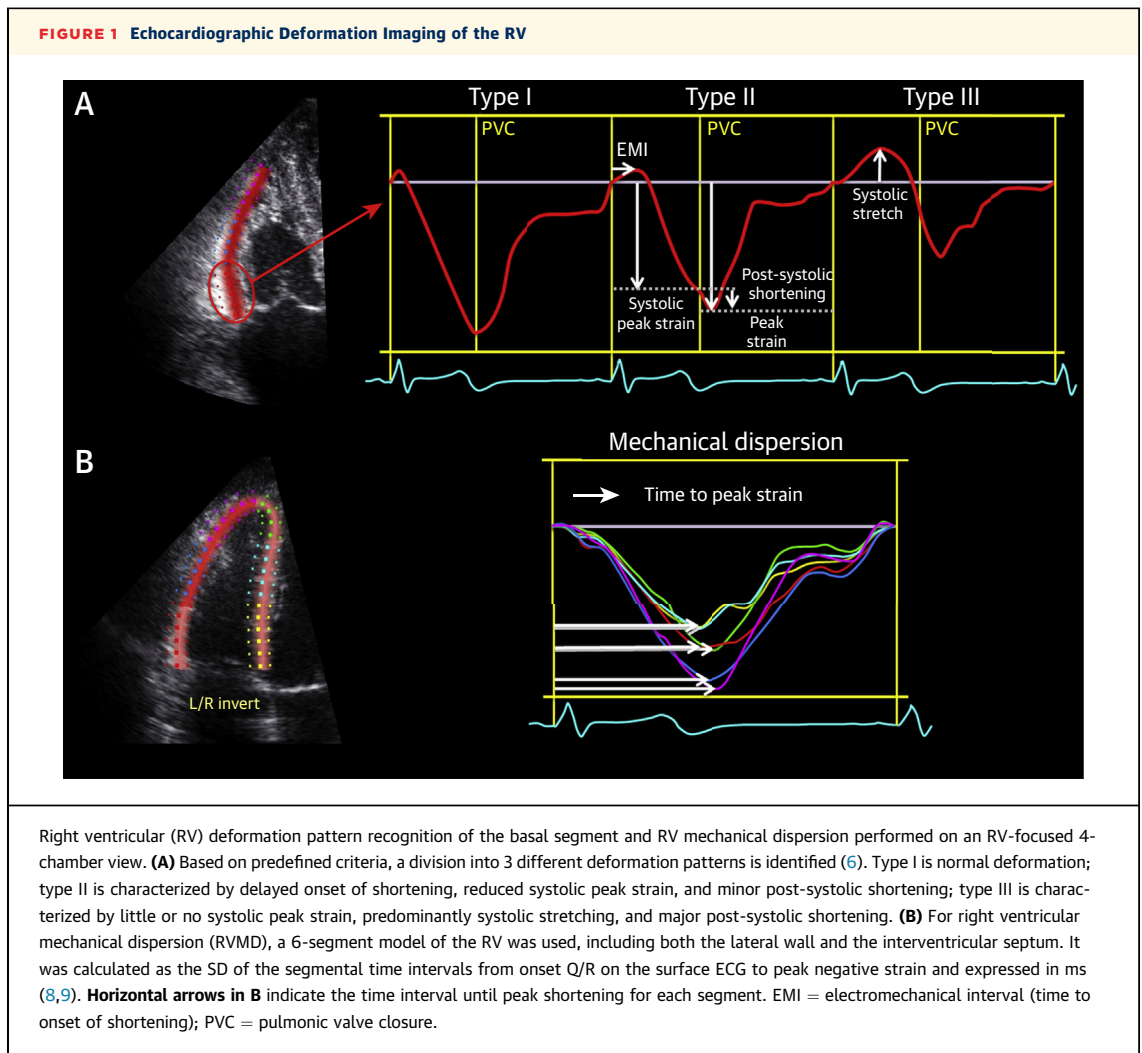 FIGURE 1 Echocardiographic Deformation Imaging of the RV
A
Type I
Type II
Type III
PVC
PVC
PVC
EMI
Systolic
stretch
Post-systolic
shortening
Systolic
peak strain
Peak
strain
B
Mechanical dispersion
Time to peak strain
L/R invert
Right ventricular (RV) deformation pattern recognition of the basal segment and RV mechanical dispersion performed on an RV-focused 4-
chamber view. (A) Based on predefined criteria, a division into 3 different deformation patterns is identified (6). Type I is normal deformation;
type II is characterized by delayed onset of shortening, reduced systolic peak strain, and minor post-systolic shortening; type III is charac-
terized by little or no systolic peak strain, predominantly systolic stretching, and major post-systolic shortening. (B) For right ventricular
mechanical dispersion (RVMD), a 6-segment model of the RV was used, including both the lateral wall and the interventricular septum. It
was calculated as the SD of the segmental time intervals from onset Q/R on the surface ECG to peak negative strain and expressed in ms
(8,9). Horizontal arrows in B indicate the time interval until peak shortening for each segment. EMI = electromechanical interval (time to
onset of shortening); PVC = pulmonic valve closure.